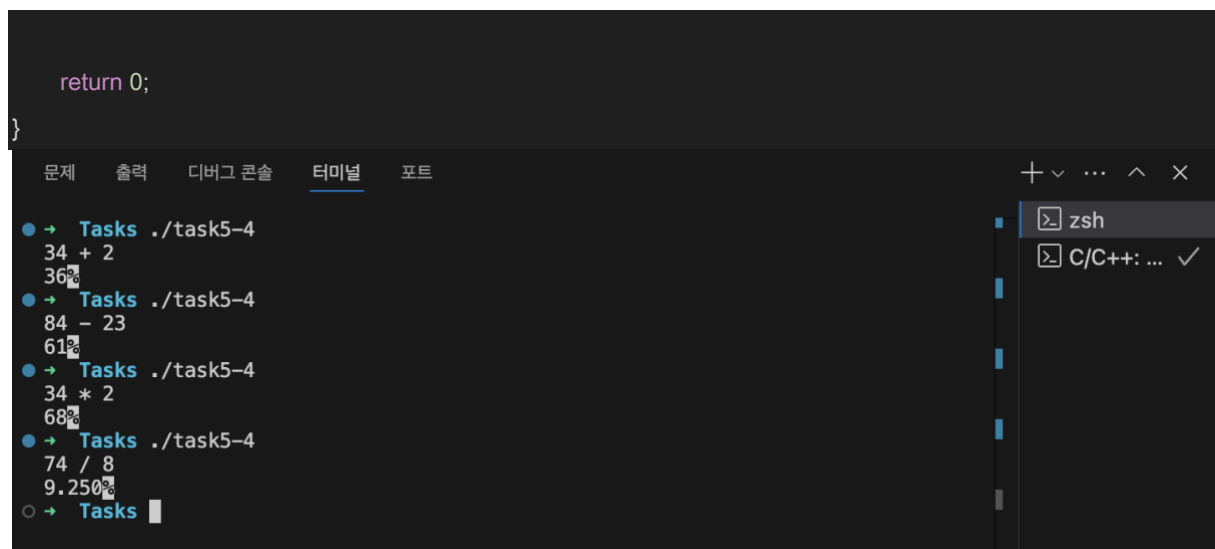 return 0;
}
문제 출력 디버그 콘솔 터미널 포트
zsh
C/C++: ...
➜ Tasks ./task5-4
34 + 2
36%
➜ Tasks ./task5-4
84 - 23
61%
➜ Tasks ./task5-4
34 * 2
68%
➜ Tasks ./task5-4
74 / 8
9.250%
➜ Tasks